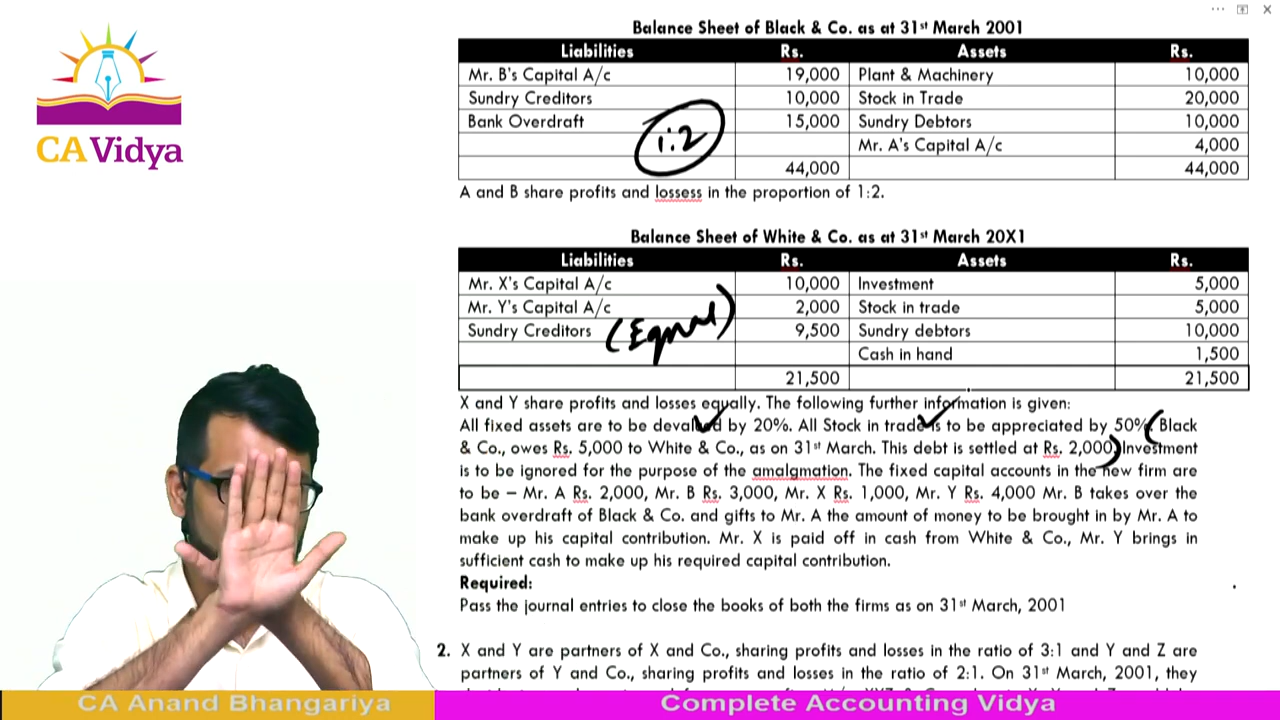 Balance Sheet of Black & Co. as at 31st March 2001
Liabilities Rs. Assets Rs.
Mr. B's Capital A/c 19,000 Plant & Machinery 10,000
Sundry Creditors 10,000 Stock in Trade 20,000
Bank Overdraft 15,000 Sundry Debtors 10,000
1:2
Mr. A's Capital A/c 4,000
44,000 44,000
A and B share profits and lossess in the proportion of 1:2.
CA Vidya
Balance Sheet of White & Co. as at 31st March 20X1
Liabilities Rs. Assets Rs.
Mr. X's Capital A/c 10,000 Investment 5,000
Mr. Y's Capital A/c 2,000 Stock in trade 5,000
Sundry Creditors 9,500 Sundry debtors 10,000
(Equal)
Cash in hand 1,500
21,500 21,500
X and Y share profits and losses equally. The following further information is given:
All fixed assets are to be devalued by 20%. All Stock in trade is to be appreciated by 50%. Black
& Co., owes Rs. 5,000 to White & Co., as on 31st March. This debt is settled at Rs. 2,000. Investment
is to be ignored for the purpose of the amalgmation. The fixed capital accounts in the new firm are
to be – Mr. A Rs. 2,000, Mr. B Rs. 3,000, Mr. X Rs. 1,000, Mr. Y Rs. 4,000 Mr. B takes over the
bank overdraft of Black & Co. and gifts to Mr. A the amount of money to be brought in by Mr. A to
make up his capital contribution. Mr. X is paid off in cash from White & Co., Mr. Y brings in
sufficient cash to make up his required capital contribution.
Required:
Pass the journal entries to close the books of both the firms as on 31st March, 2001
2. X and Y are partners of X and Co., sharing profits and losses in the ratio of 3:1 and Y and Z are
partners of Y and Co., sharing profits and losses in the ratio of 2:1. On 31st March, 2001, they
CA Anand Bhangariya
Complete Accounting Vidya